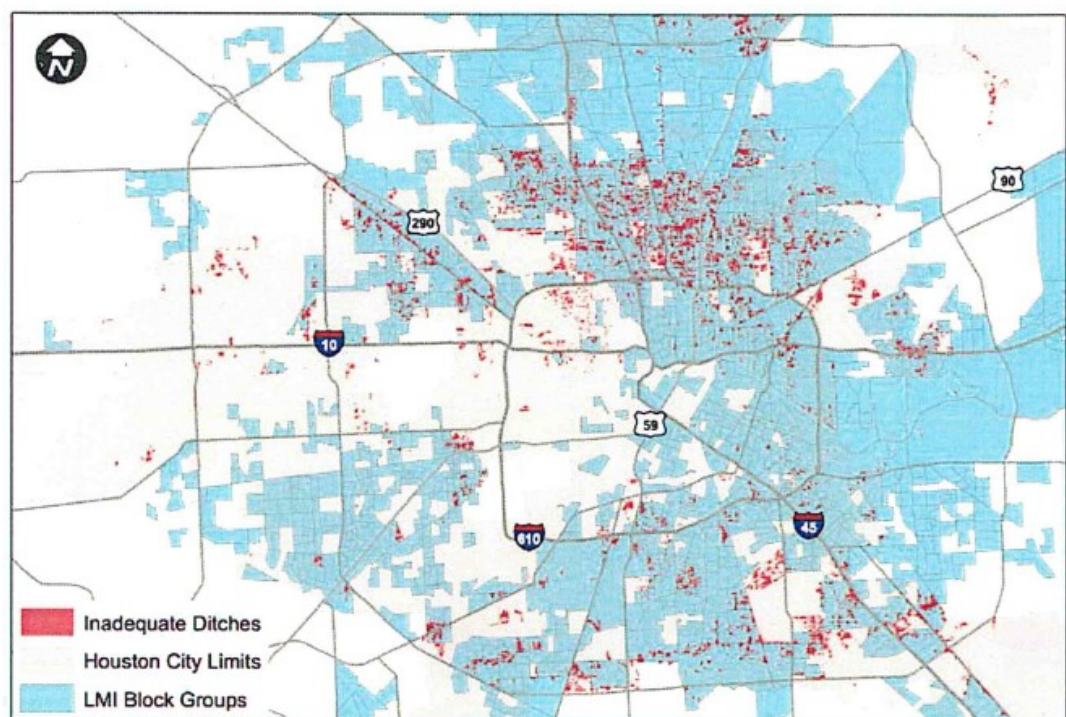 N
290
90
10
59
610
45
Inadequate Ditches
Houston City Limits
LMI Block Groups